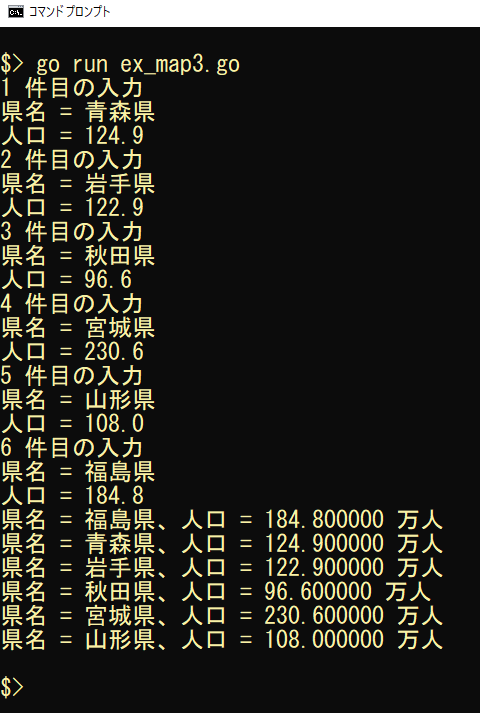 コマンドプロンプト
$> go run ex_map3.go
1 件目の入力
県名 = 青森県
人口 = 124.9
2 件目の入力
県名 = 岩手県
人口 = 122.9
3 件目の入力
県名 = 秋田県
人口 = 96.6
4 件目の入力
県名 = 宮城県
人口 = 230.6
5 件目の入力
県名 = 山形県
人口 = 108.0
6 件目の入力
県名 = 福島県
人口 = 184.8
県名 = 福島県、人口 = 184.800000 万人
県名 = 青森県、人口 = 124.900000 万人
県名 = 岩手県、人口 = 122.900000 万人
県名 = 秋田県、人口 = 96.600000 万人
県名 = 宮城県、人口 = 230.600000 万人
県名 = 山形県、人口 = 108.000000 万人
$>